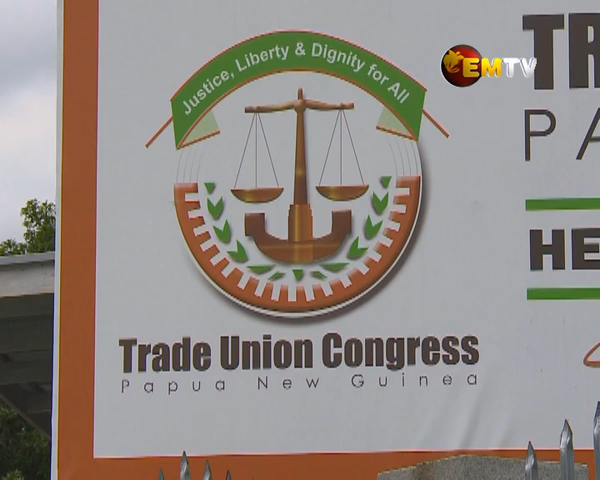 Justice, Liberty & Dignity for All
EMTV
TR
PA
HE
Trade Union Congress
Papua New Guinea